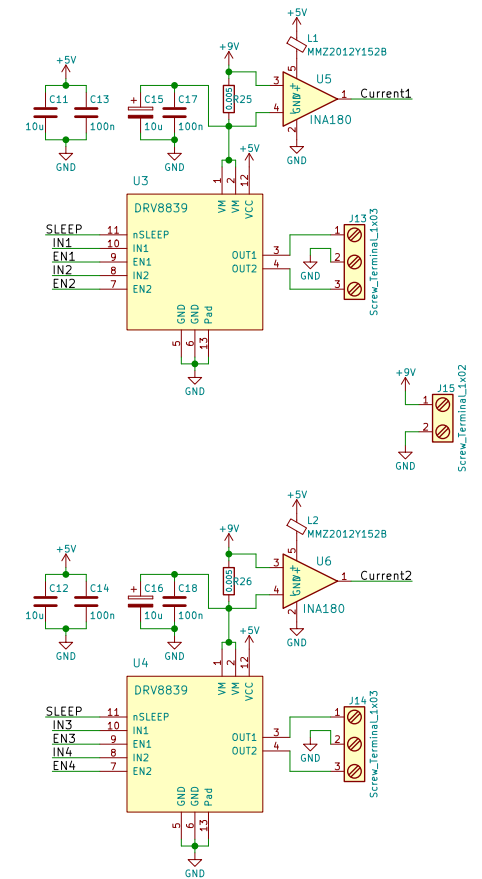 +5V
L1
MMZ2012Y152B
+9V
+5V
U5
5
3
V+
GND
1
Current1
4
INA180
2
GND
C11
C13
C15
C17
0.005
R25
10u
100n
+
10u
100n
GND
GND
+5V
U3
1
2
12
DRV8839
VM
VM
VCC
J13
Screw_Terminal_1x03
SLEEP
11
nSLEEP
1
IN1
10
IN1
EN1
9
EN1
OUT1
3
GND
2
IN2
8
IN2
OUT2
4
EN2
7
EN2
3
GND
GND
Pad
5
6
13
GND
+9V
J15
Screw_Terminal_1x02
1
2
GND
+5V
L2
MMZ2012Y152B
+9V
+5V
U6
5
3
V+
GND
1
Current2
4
INA180
2
GND
C12
C14
C16
C18
0.005
R26
10u
100n
+
10u
100n
GND
GND
+5V
U4
1
2
12
DRV8839
VM
VM
VCC
J14
Screw_Terminal_1x03
SLEEP
11
nSLEEP
1
IN3
10
IN1
EN3
9
EN1
OUT1
3
GND
2
IN4
8
IN2
OUT2
4
EN4
7
EN2
3
GND
GND
Pad
5
6
13
GND